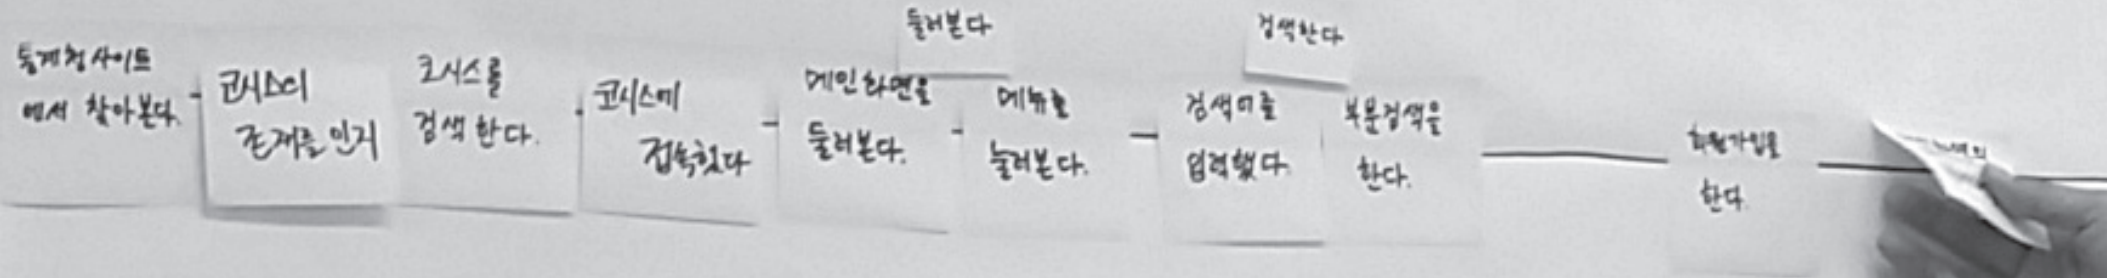 둘러본다
검색한다
통계청 사이트
에서 찾아본다.
코시스의
존재를 인지
코시스를
검색 한다.
코시스에
접속했다
메인화면을
둘러본다.
메뉴를
눌러본다.
검색어를
입력했다.
부분검색을
한다.
회원가입을
한다.